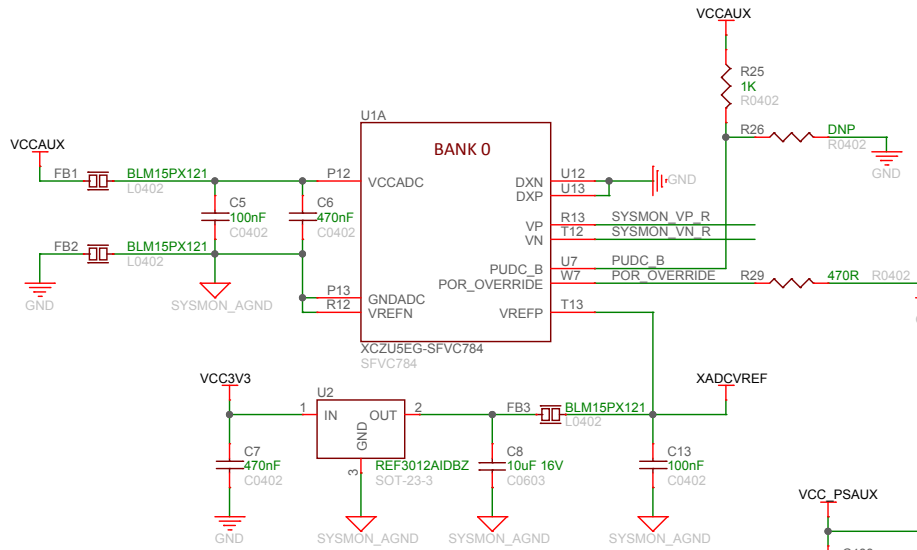 VCCAUX
R25
1K
R0402
U1A
R26
DNP
R0402
VCCAUX
BANK 0
GND
FB1
BLM15PX121
L0402
P12
VCCADC
DXN
U12
GND
DXP
U13
C5
100nF
C0402
C6
470nF
C0402
VP
R13
SYSMON_VP_R
VN
T12
SYSMON_VN_R
FB2
BLM15PX121
L0402
PUDC_B
U7
PUDC_B
POR_OVERRIDE
W7
POR_OVERRIDE
R29
470R
R0402
GND
SYSMON_AGND
P13
GNDADC
R12
VREFN
VREFP
T13
XCZU5EG-SFVC784
SFVC784
VCC3V3
U2
XADCVREF
1
IN
OUT
2
GND
3
FB3
BLM15PX121
L0402
C7
470nF
C0402
REF3012AIDBZ
SOT-23-3
C8
10uF 16V
C0603
C13
100nF
C0402
VCC_PSAUX
GND
SYSMON_AGND
SYSMON_AGND
SYSMON_AGND